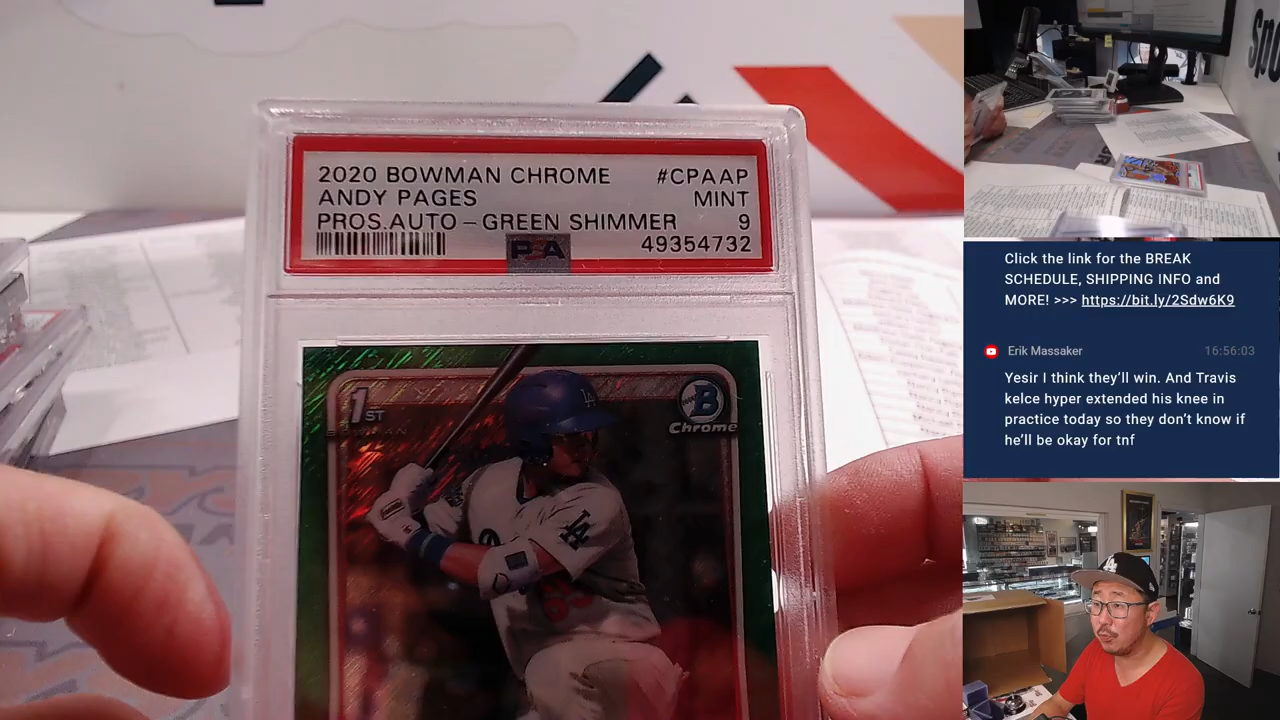 2020 BOWMAN CHROME #CPAAP
ANDY PAGES MINT
PROS.AUTO – GREEN SHIMMER 9
PSA 49354732
1ST
BOWMAN
B
Chrome
LA
LA
Click the link for the BREAK
SCHEDULE, SHIPPING INFO and
MORE! >>> https://bit.ly/2Sdw6K9
Erik Massaker 16:56:03
Yesir I think they'll win. And Travis
kelce hyper extended his knee in
practice today so they don't know if
he'll be okay for tnf
LA